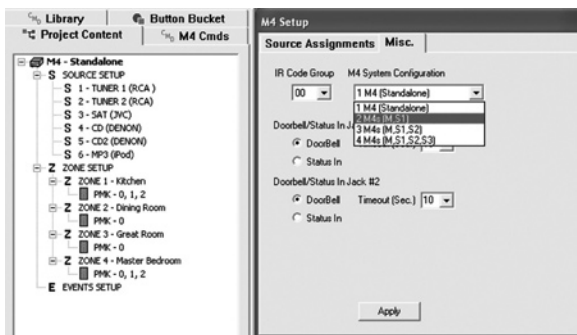 Library
Button Bucket
Project Content
M4 Cmds
M4 - Standalone
S SOURCE SETUP
S 1 - TUNER 1 (RCA )
S 2 - TUNER 2 (RCA)
S 3 - SAT (JVC)
S 4 - CD (DENON)
S 5 - CD2 (DENON)
S 6 - MP3 (iPod)
Z ZONE SETUP
Z ZONE 1 - Kitchen
PMK - 0, 1, 2
Z ZONE 2 - Dining Room
PMK - 0
Z ZONE 3 - Great Room
PMK - 0
Z ZONE 4 - Master Bedroom
PMK - 0, 1, 2
E EVENTS SETUP
M4 Setup
Source Assignments Misc.
IR Code Group M4 System Configuration
00 1 M4 (Standalone)
1 M4 (Standalone)
2 M4s (M,S1)
3 M4s (M,S1,S2)
4 M4s (M,S1,S2,S3)
Doorbell/Status In
DoorBell
Status In
Doorbell/Status In Jack #2
DoorBell Timeout (Sec.) 10
Status In
Apply